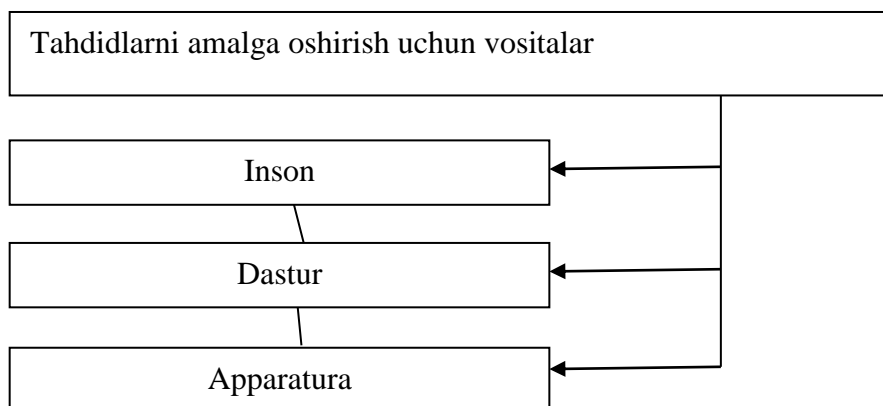 Tahdidlarni amalga oshirish uchun vositalar
Inson
Dastur
Apparatura